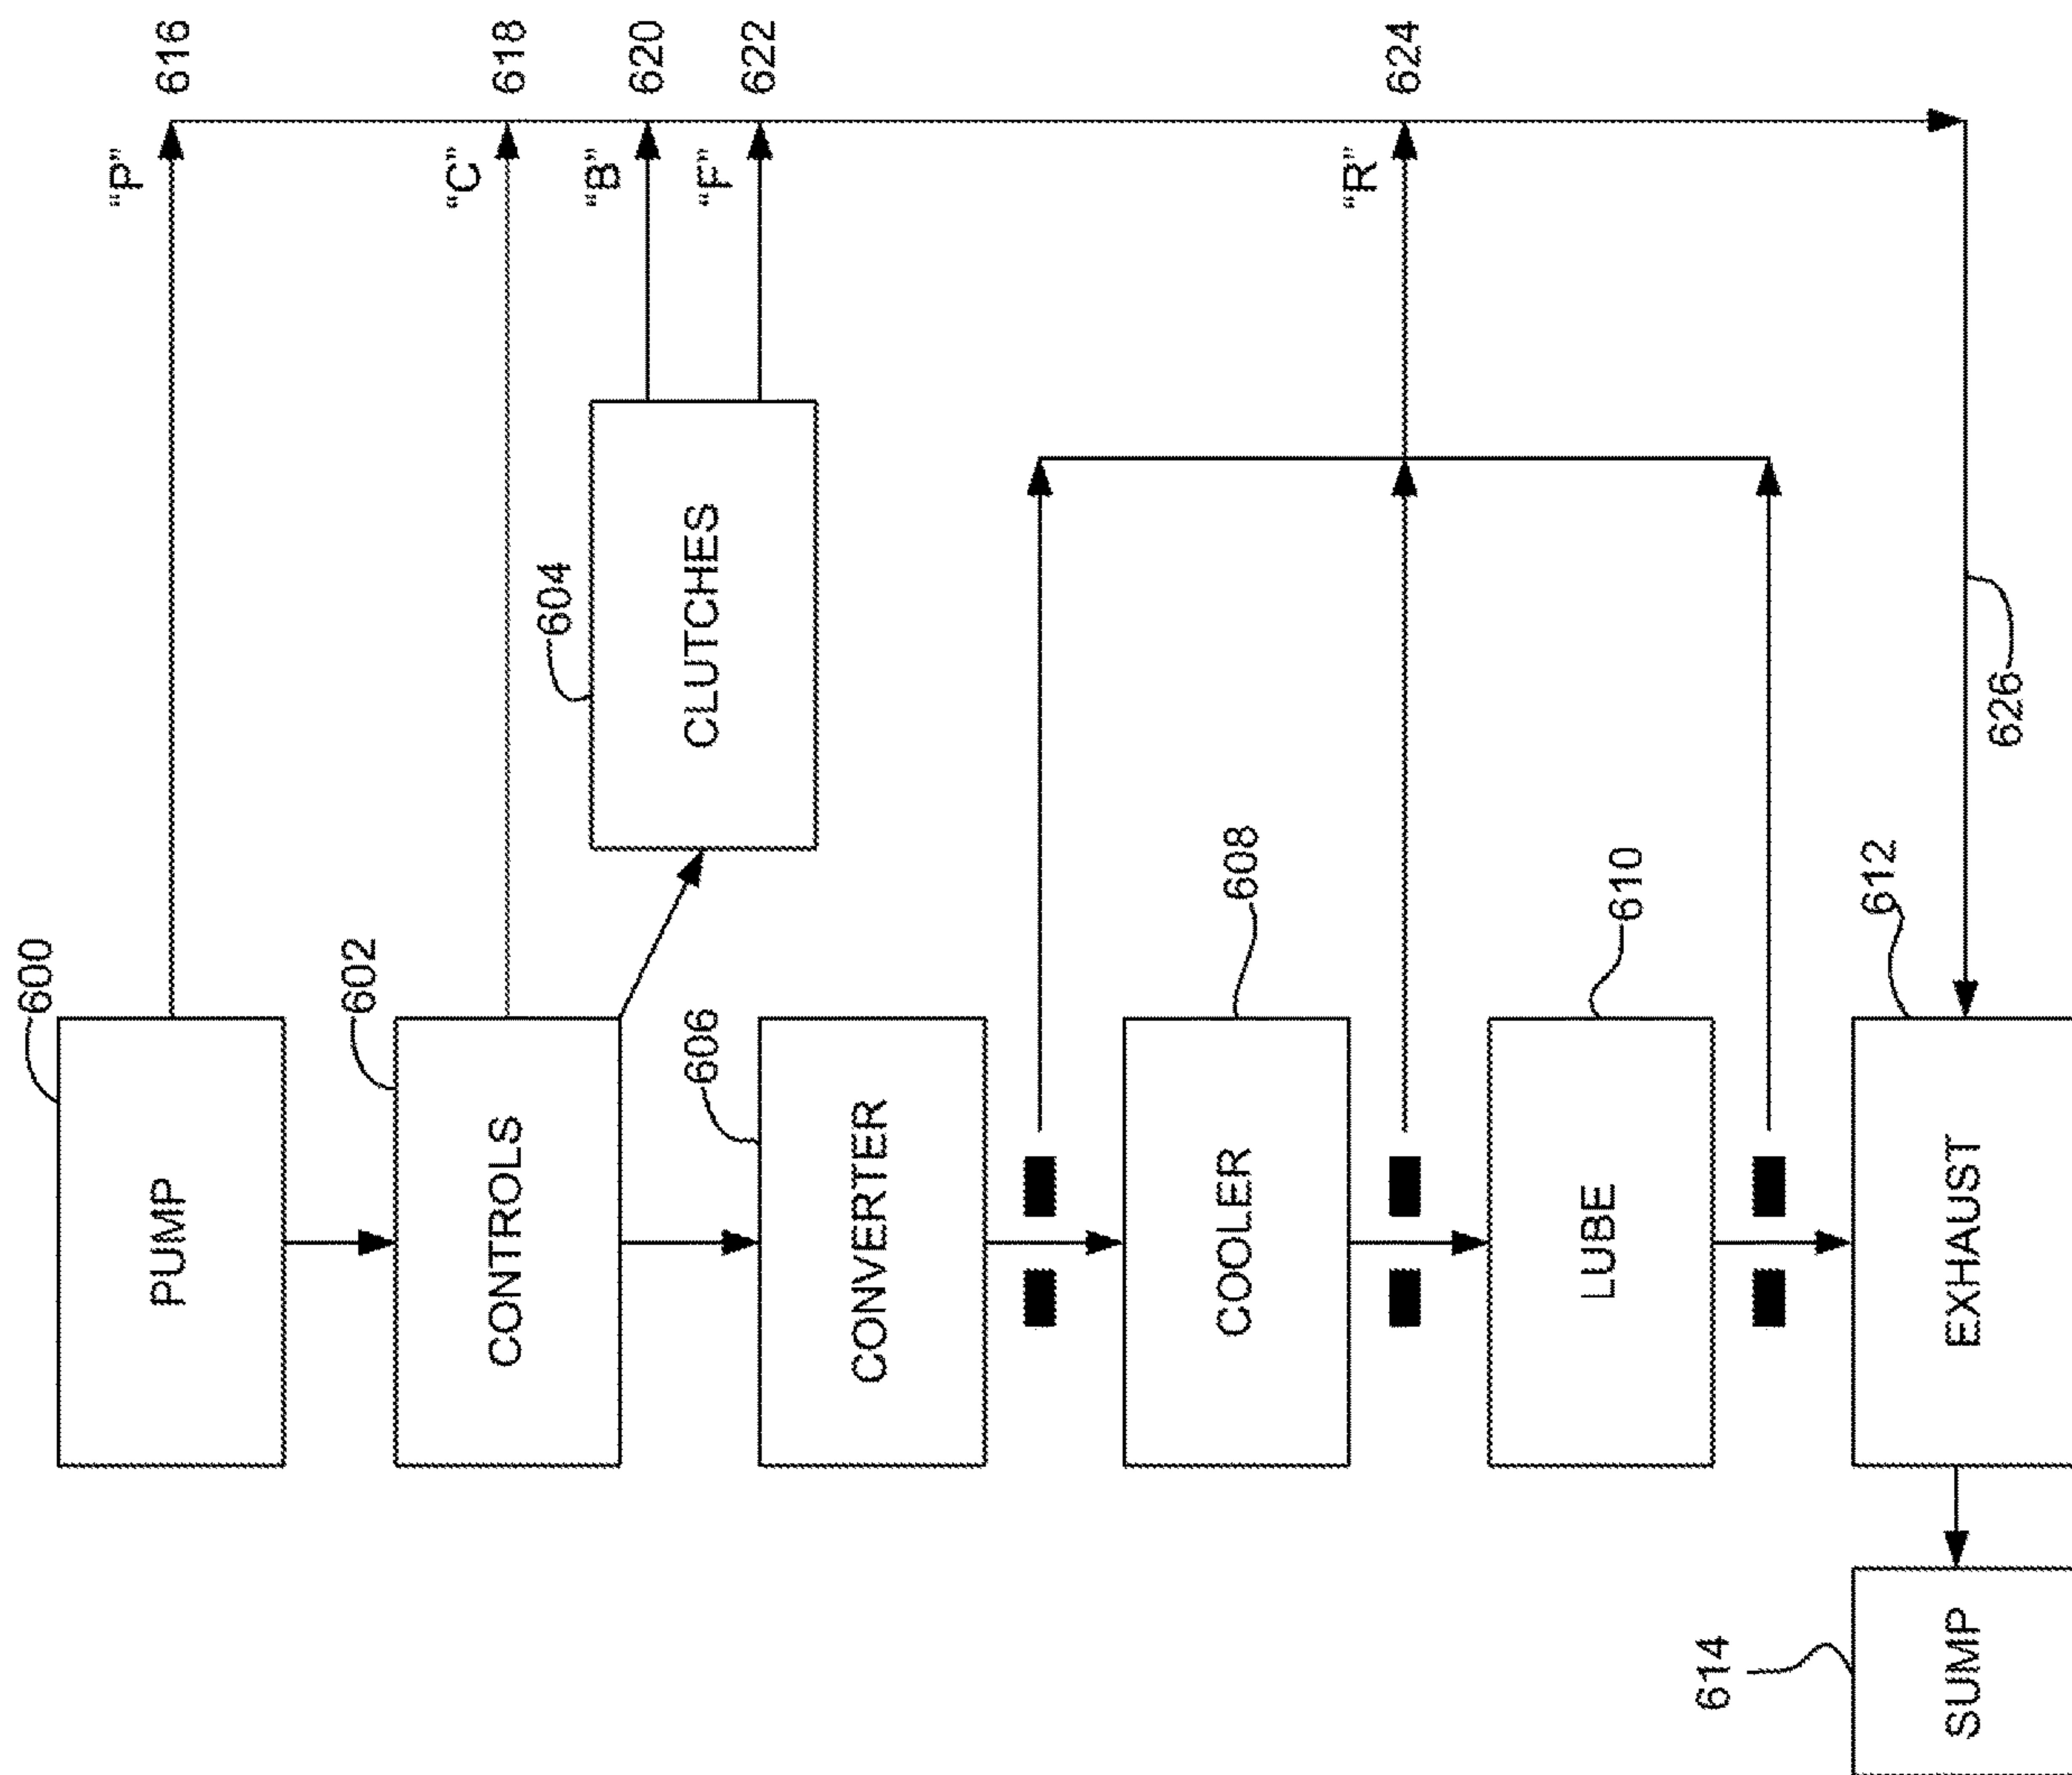 616
"P"
600
PUMP
618
"C"
602
CONTROLS
620
"B"
622
"F"
604
CLUTCHES
606
CONVERTER
608
COOLER
624
"R"
610
LUBE
626
612
EXHAUST
614
SUMP